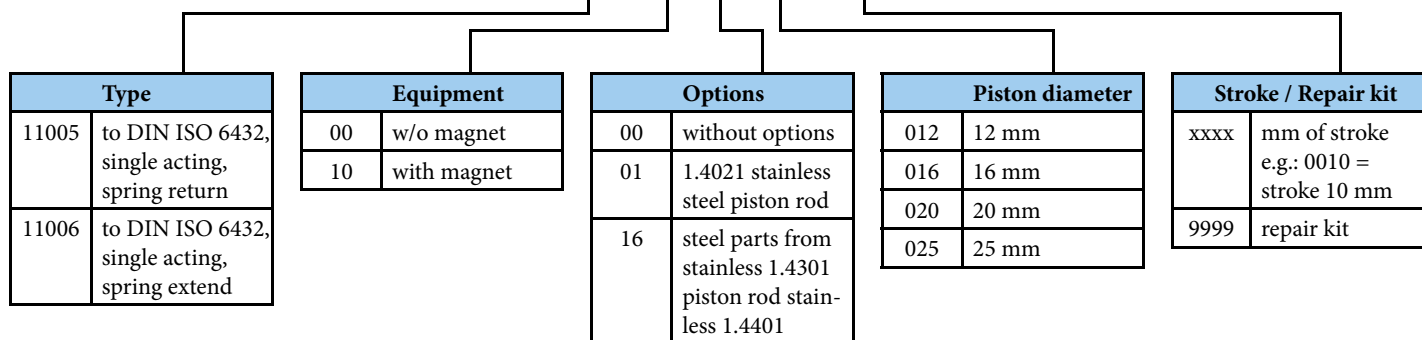 Type
11005 to DIN ISO 6432,
single acting,
spring return
11006 to DIN ISO 6432,
single acting,
spring extend
Equipment
00 w/o magnet
10 with magnet
Options
00 without options
01 1.4021 stainless
steel piston rod
16 steel parts from
stainless 1.4301
piston rod stain-
less 1.4401
Piston diameter
012 12 mm
016 16 mm
020 20 mm
025 25 mm
Stroke / Repair kit
xxxx mm of stroke
e.g.: 0010 =
stroke 10 mm
9999 repair kit